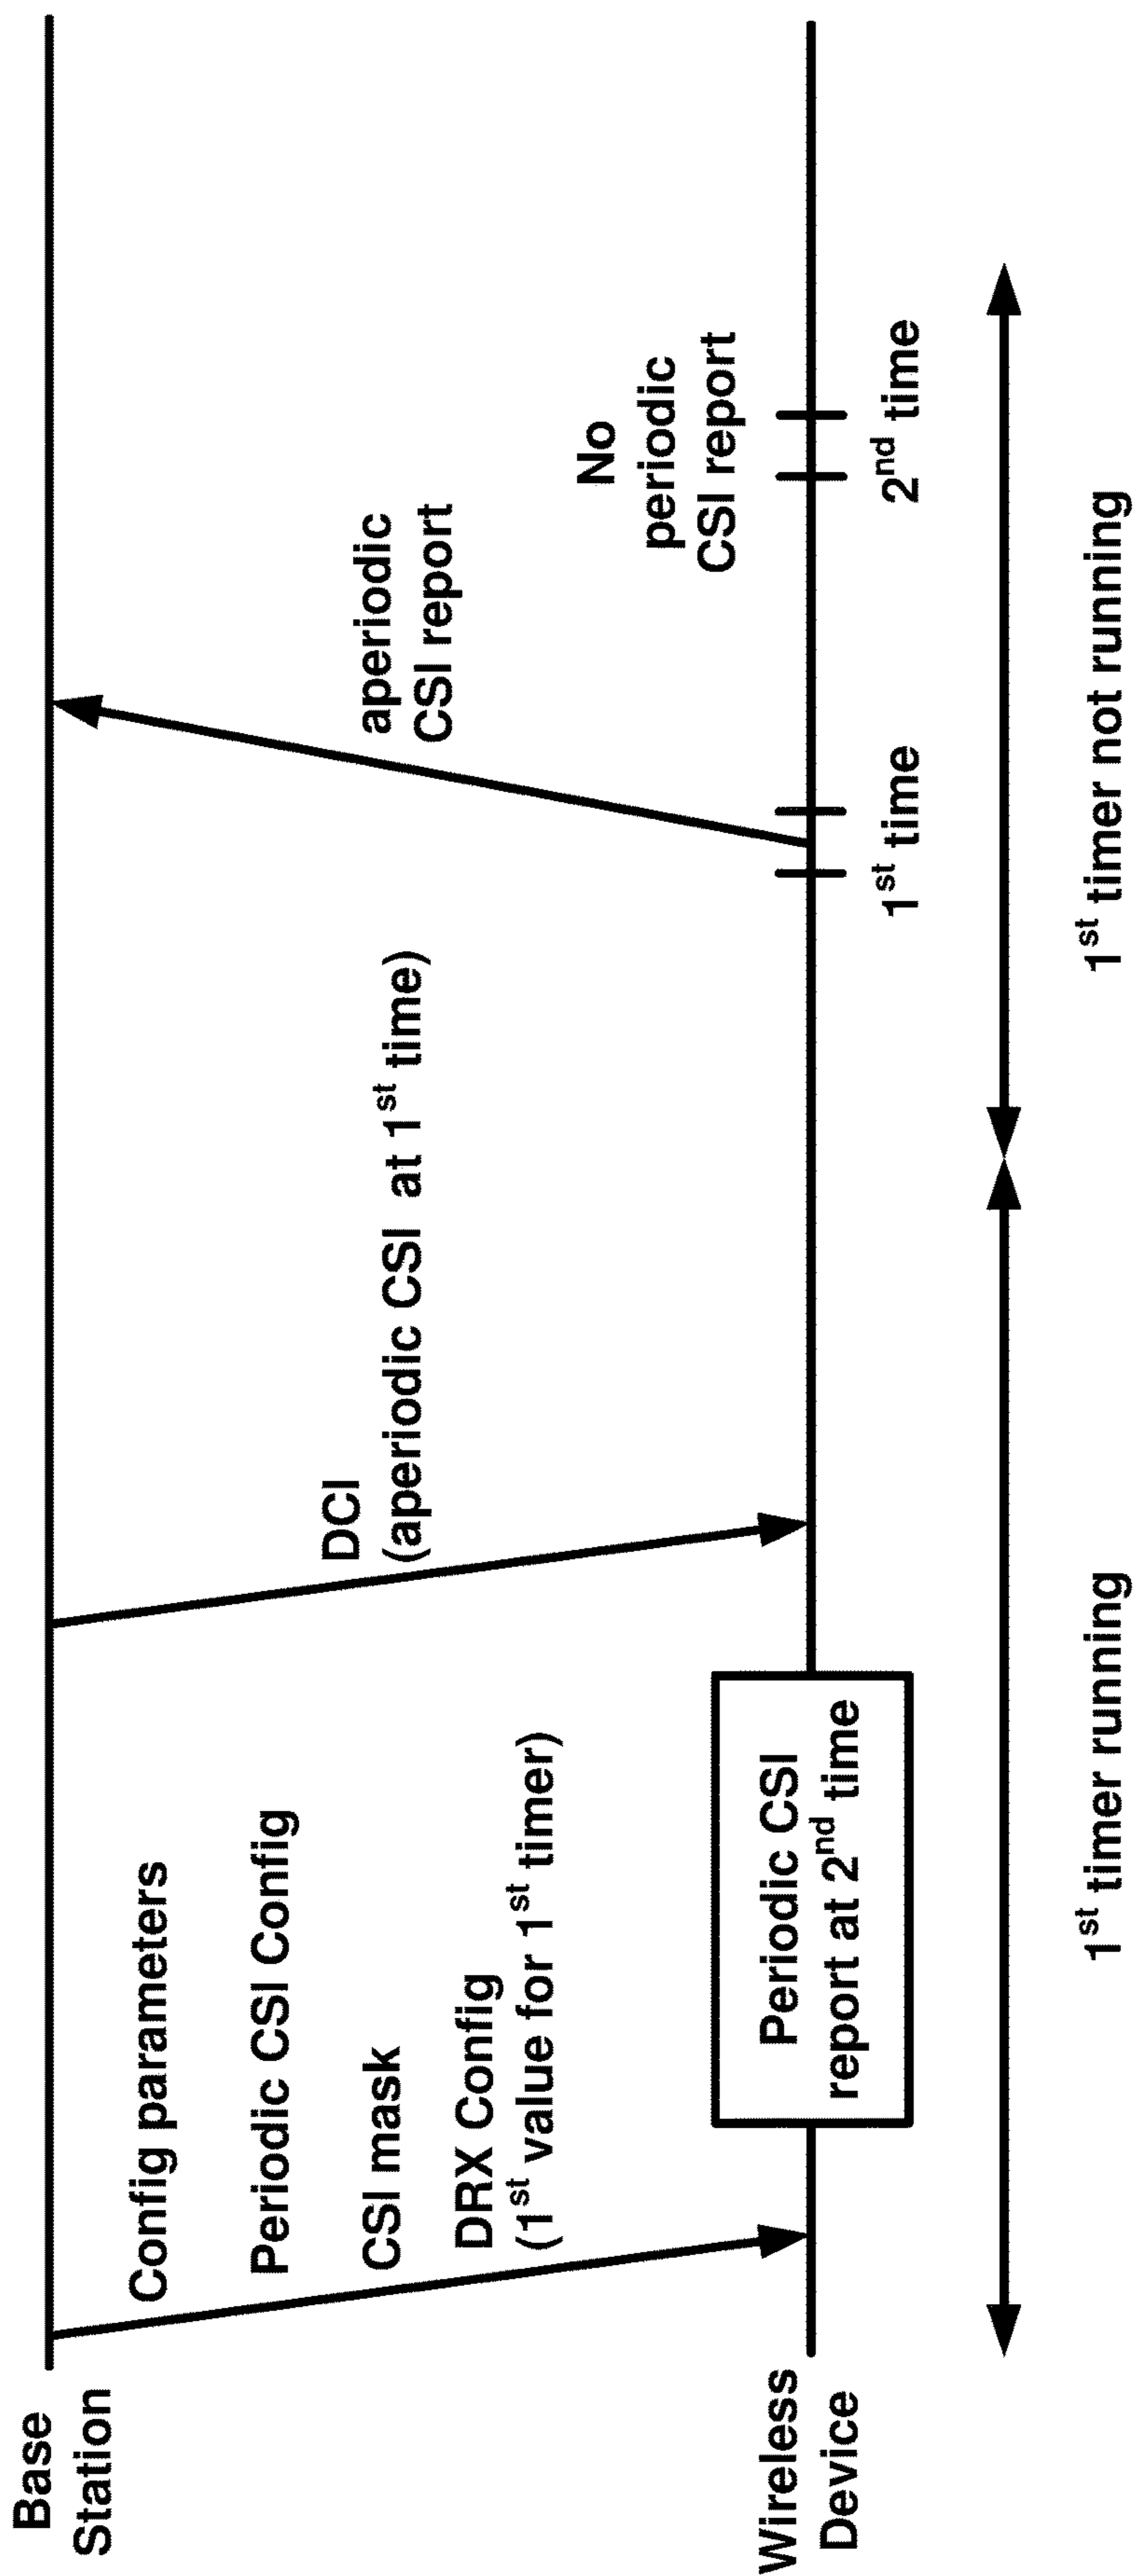 Base
Station
Config parameters
Periodic CSI Config
CSI mask
DRX Config
(1st value for 1st timer)
DCI
(aperiodic CSI at 1st time)
aperiodic
CSI report
No
periodic
CSI report
Wireless
Device
Periodic CSI
report at 2nd time
1st time
2nd time
1st timer running
1st timer not running